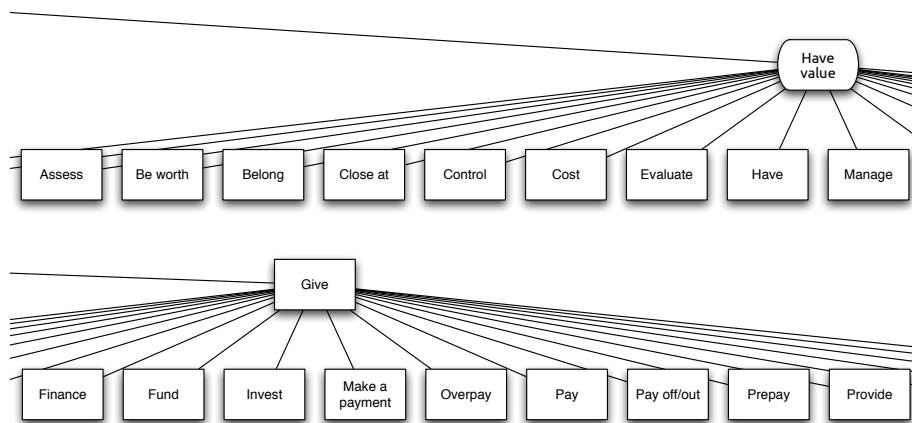 Have
value
Assess
Be worth
Belong
Close at
Control
Cost
Evaluate
Have
Manage
Give
Finance
Fund
Invest
Make a
payment
Overpay
Pay
Pay off/out
Prepay
Provide